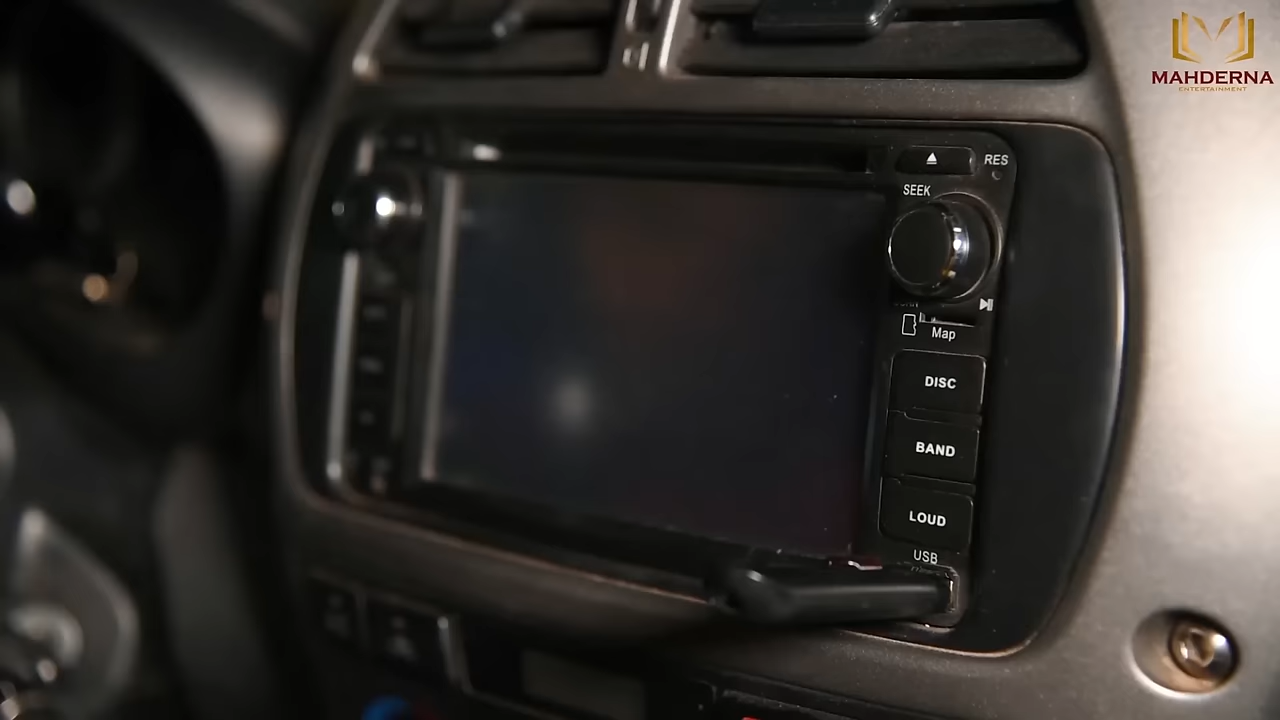 MAHDERNA
ENTERTAINMENT
RES
SEEK
Map
DISC
BAND
LOUD
USB